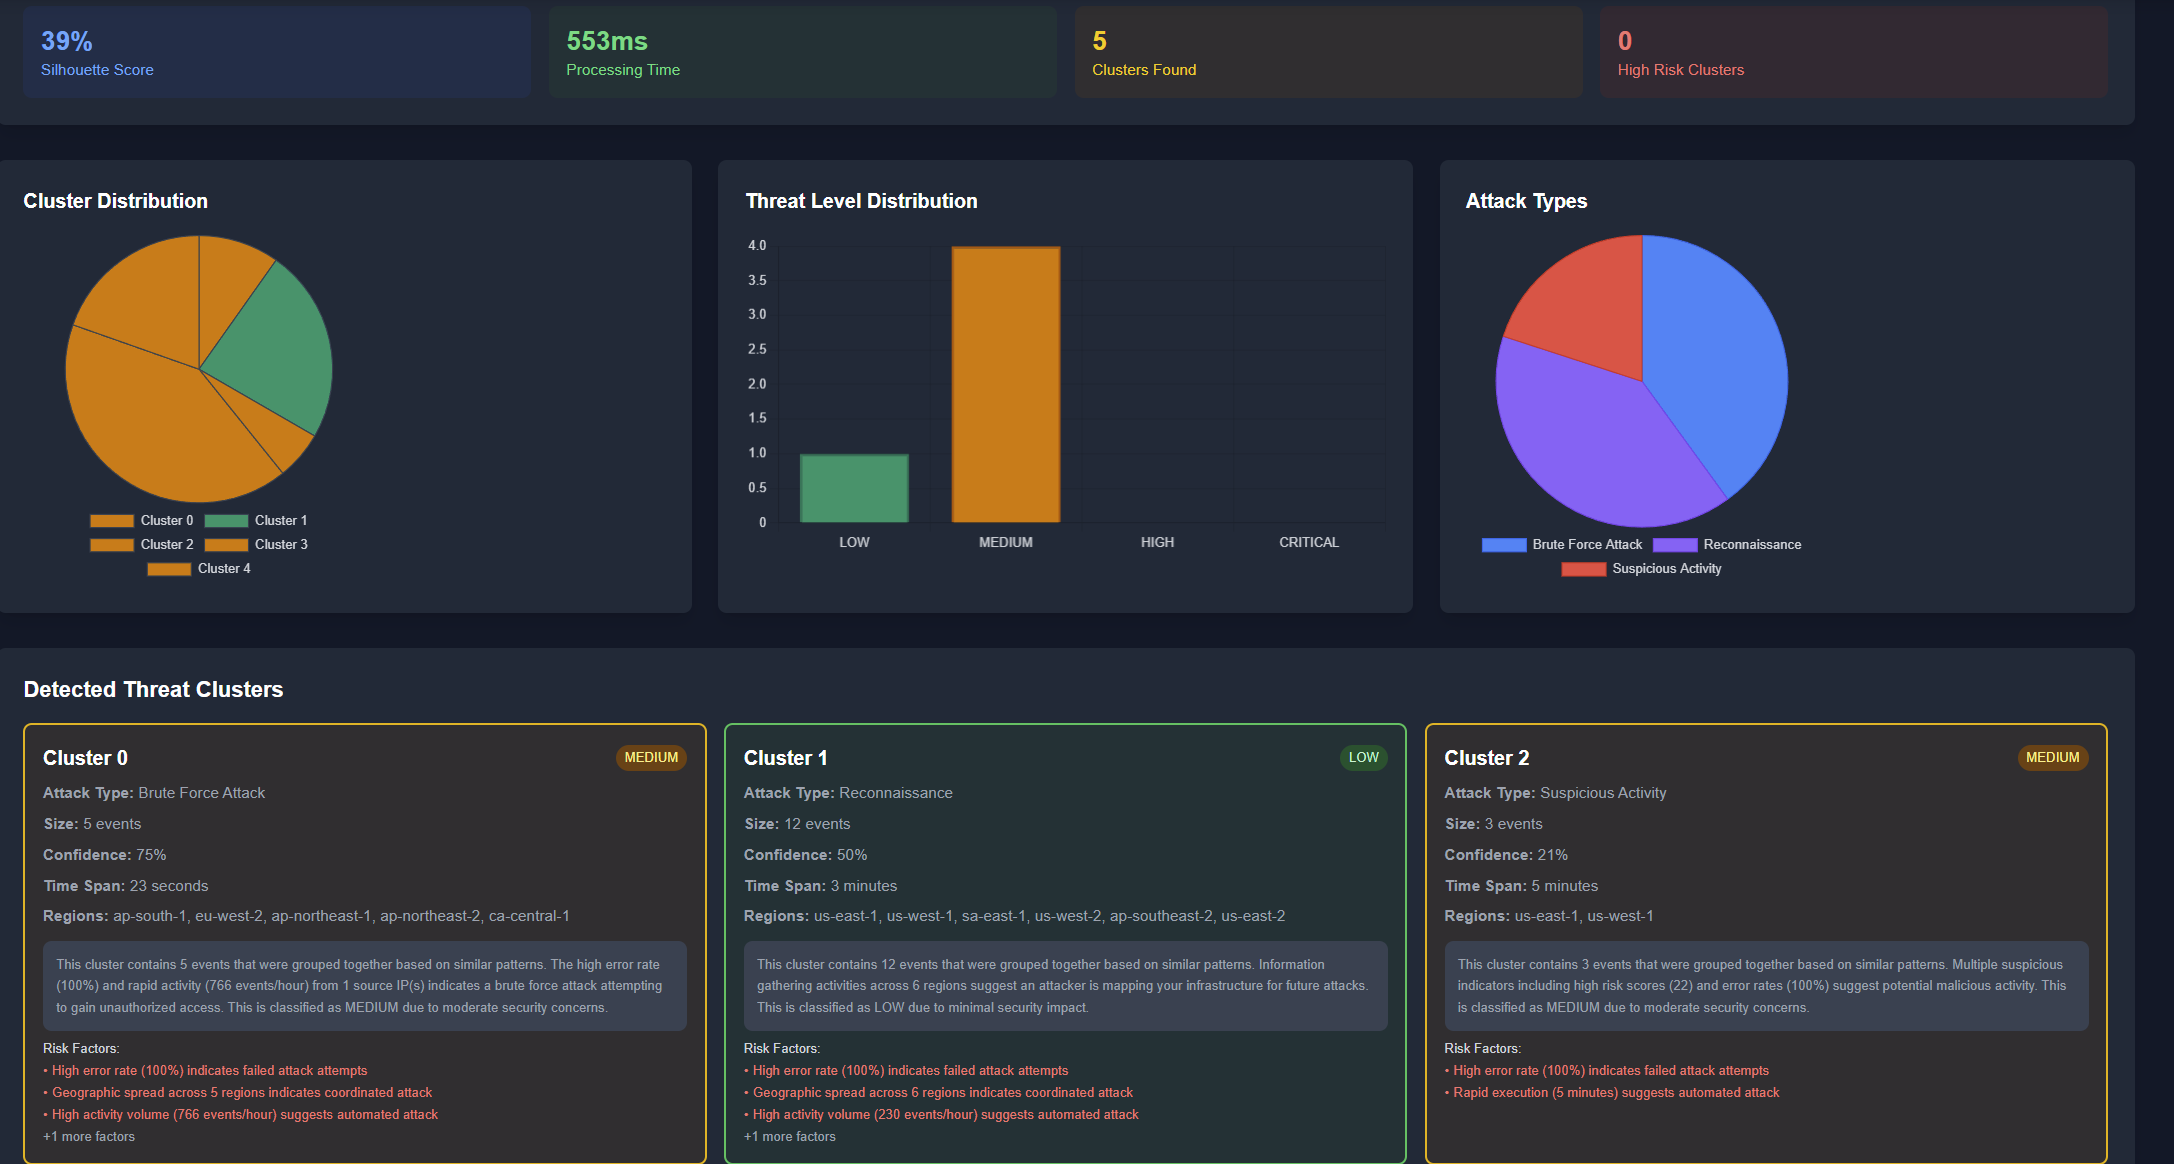 39%
Silhouette Score
553ms
Processing Time
5
Clusters Found
0
High Risk Clusters
Cluster Distribution
Cluster 0
Cluster 1
Cluster 2
Cluster 3
Cluster 4
Threat Level Distribution
4.0
3.5
3.0
2.5
2.0
1.5
1.0
0.5
0
LOW
MEDIUM
HIGH
CRITICAL
Attack Types
Brute Force Attack
Reconnaissance
Suspicious Activity
Detected Threat Clusters
Cluster 0
MEDIUM
Attack Type: Brute Force Attack
Size: 5 events
Confidence: 75%
Time Span: 23 seconds
Regions: ap-south-1, eu-west-2, ap-northeast-1, ap-northeast-2, ca-central-1
This cluster contains 5 events that were grouped together based on similar patterns. The high error rate
(100%) and rapid activity (766 events/hour) from 1 source IP(s) indicates a brute force attack attempting
to gain unauthorized access. This is classified as MEDIUM due to moderate security concerns.
Risk Factors:
• High error rate (100%) indicates failed attack attempts
• Geographic spread across 5 regions indicates coordinated attack
• High activity volume (766 events/hour) suggests automated attack
+1 more factors
Cluster 1
LOW
Attack Type: Reconnaissance
Size: 12 events
Confidence: 50%
Time Span: 3 minutes
Regions: us-east-1, us-west-1, sa-east-1, us-west-2, ap-southeast-2, us-east-2
This cluster contains 12 events that were grouped together based on similar patterns. Information
gathering activities across 6 regions suggest an attacker is mapping your infrastructure for future attacks.
This is classified as LOW due to minimal security impact.
Risk Factors:
• High error rate (100%) indicates failed attack attempts
• Geographic spread across 6 regions indicates coordinated attack
• High activity volume (230 events/hour) suggests automated attack
+1 more factors
Cluster 2
MEDIUM
Attack Type: Suspicious Activity
Size: 3 events
Confidence: 21%
Time Span: 5 minutes
Regions: us-east-1, us-west-1
This cluster contains 3 events that were grouped together based on similar patterns. Multiple suspicious
indicators including high risk scores (22) and error rates (100%) suggest potential malicious activity. This
is classified as MEDIUM due to moderate security concerns.
Risk Factors:
• High error rate (100%) indicates failed attack attempts
• Rapid execution (5 minutes) suggests automated attack